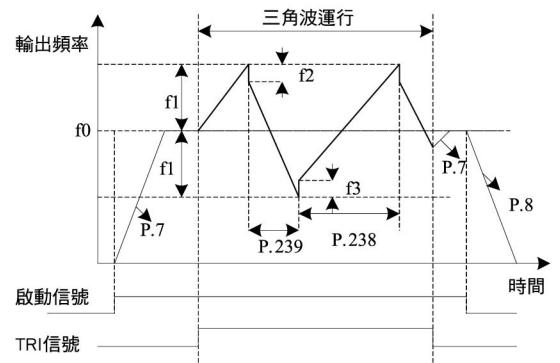 三角波運行
輸出頻率
f1
f2
f0
f1
f3
P.7
P.7
P.8
P.239
P.238
時間
啟動信號
TRI信號